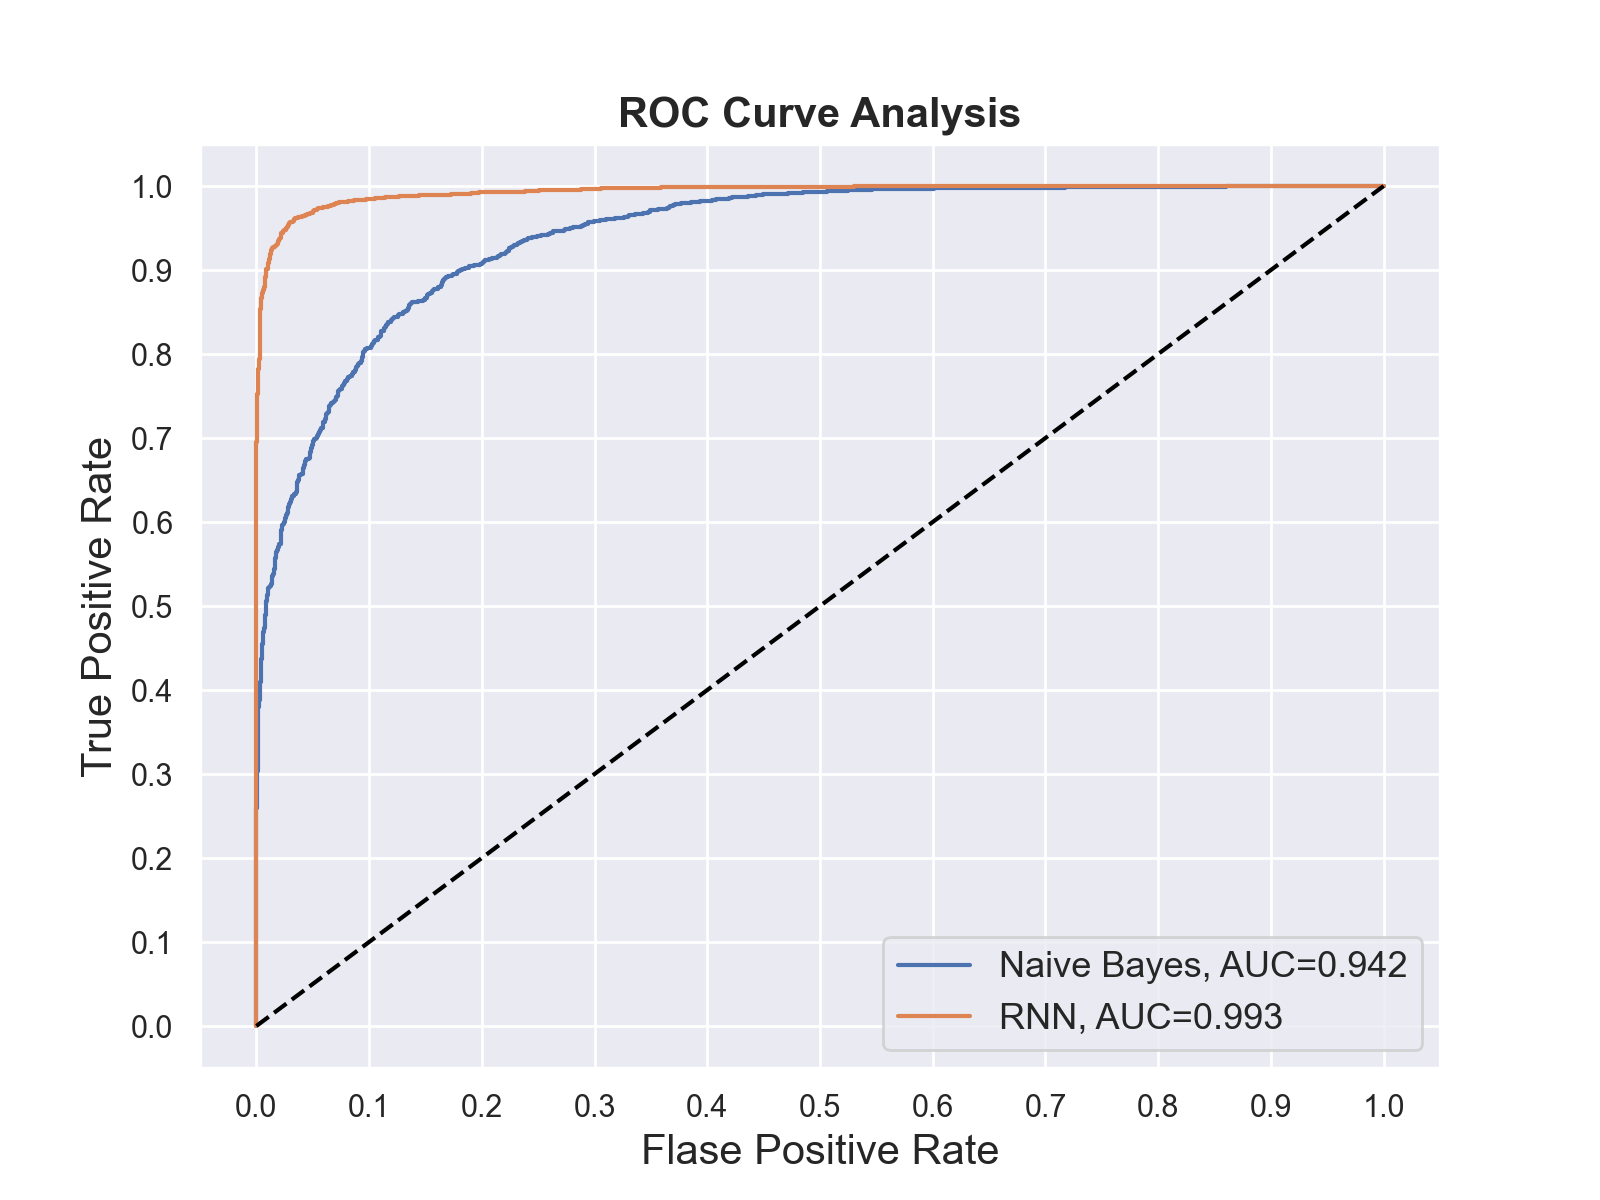 ROC Curve Analysis
1.0
0.9
0.8
0.7
0.6
0.5
0.4
0.3
0.2
0.1
0.0
True Positive Rate
Naive Bayes, AUC=0.942
RNN, AUC=0.993
0.0 0.1 0.2 0.3 0.4 0.5 0.6 0.7 0.8 0.9 1.0
Flase Positive Rate